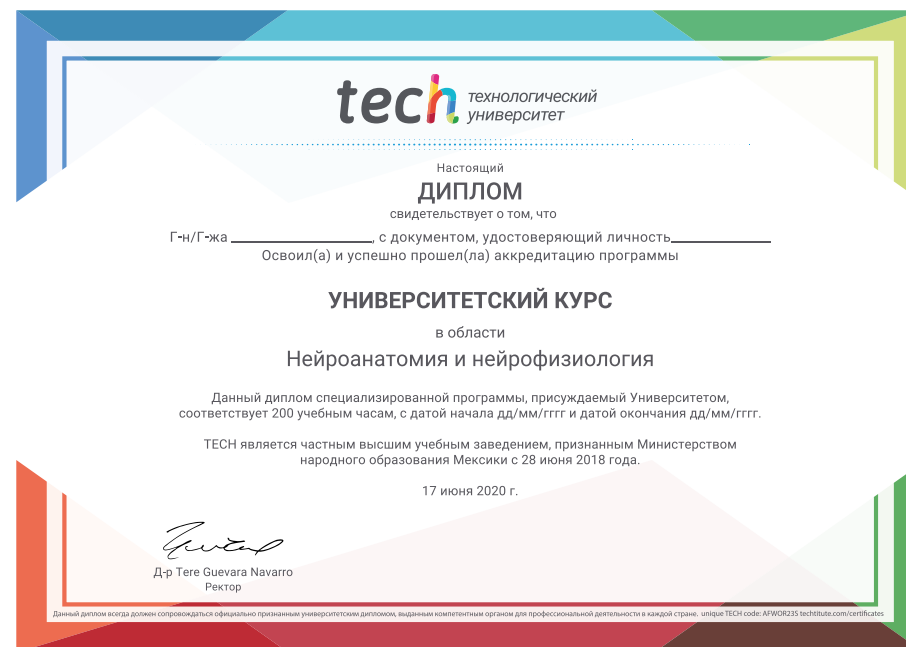 tech технологический
университет
Настоящий
ДИПЛОМ
свидетельствует о том, что
Г-н/Г-жа ____________________, с документом, удостоверяющий личность______________
Освоил(а) и успешно прошел(ла) аккредитацию программы
УНИВЕРСИТЕТСКИЙ КУРС
в области
Нейроанатомия и нейрофизиология
Данный диплом специализированной программы, присуждаемый Университетом,
соответствует 200 учебным часам, с датой начала дд/мм/гггг и датой окончания дд/мм/гггг.
TECH является частным высшим учебным заведением, признанным Министерством
народного образования Мексики с 28 июня 2018 года.
17 июня 2020 г.
Д-р Tere Guevara Navarro
Ректор
Данный диплом всегда должен сопровождаться официально признанным университетским дипломом, выданным компетентным органом для профессиональной деятельности в каждой стране. unique TECH code: AFWOR23S techtitute.com/certificates